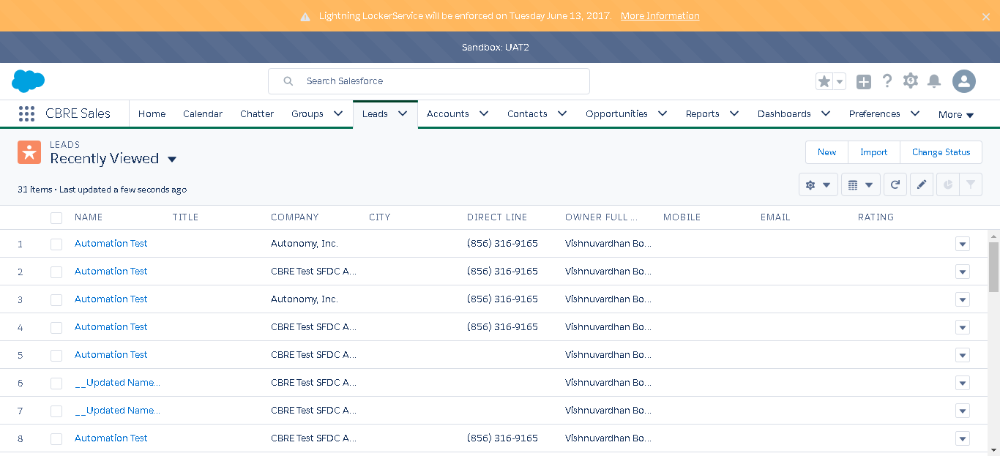 Lightning LockerService will be enforced on Tuesday June 13, 2017. More Information
Sandbox: UAT2
Search Salesforce
CBRE Sales Home Calendar Chatter Groups Leads Accounts Contacts Opportunities Reports Dashboards Preferences More
LEADS
Recently Viewed
New Import Change Status
31 items • Last updated a few seconds ago
NAME TITLE COMPANY CITY DIRECT LINE OWNER FULL ... MOBILE EMAIL RATING
1 Automation Test Autonomy, Inc. (856) 316-9165 Vishnuvardhan Bo...
2 Automation Test CBRE Test SFDC A... (856) 316-9165 Vishnuvardhan Bo...
3 Automation Test Autonomy, Inc. (856) 316-9165 Vishnuvardhan Bo...
4 Automation Test CBRE Test SFDC A... (856) 316-9165 Vishnuvardhan Bo...
5 Automation Test CBRE Test SFDC A... Vishnuvardhan Bo...
6 __Updated Name... CBRE Test SFDC A... Vishnuvardhan Bo...
7 __Updated Name... CBRE Test SFDC A... Vishnuvardhan Bo...
8 Automation Test CBRE Test SFDC A... (856) 316-9165 Vishnuvardhan Bo...